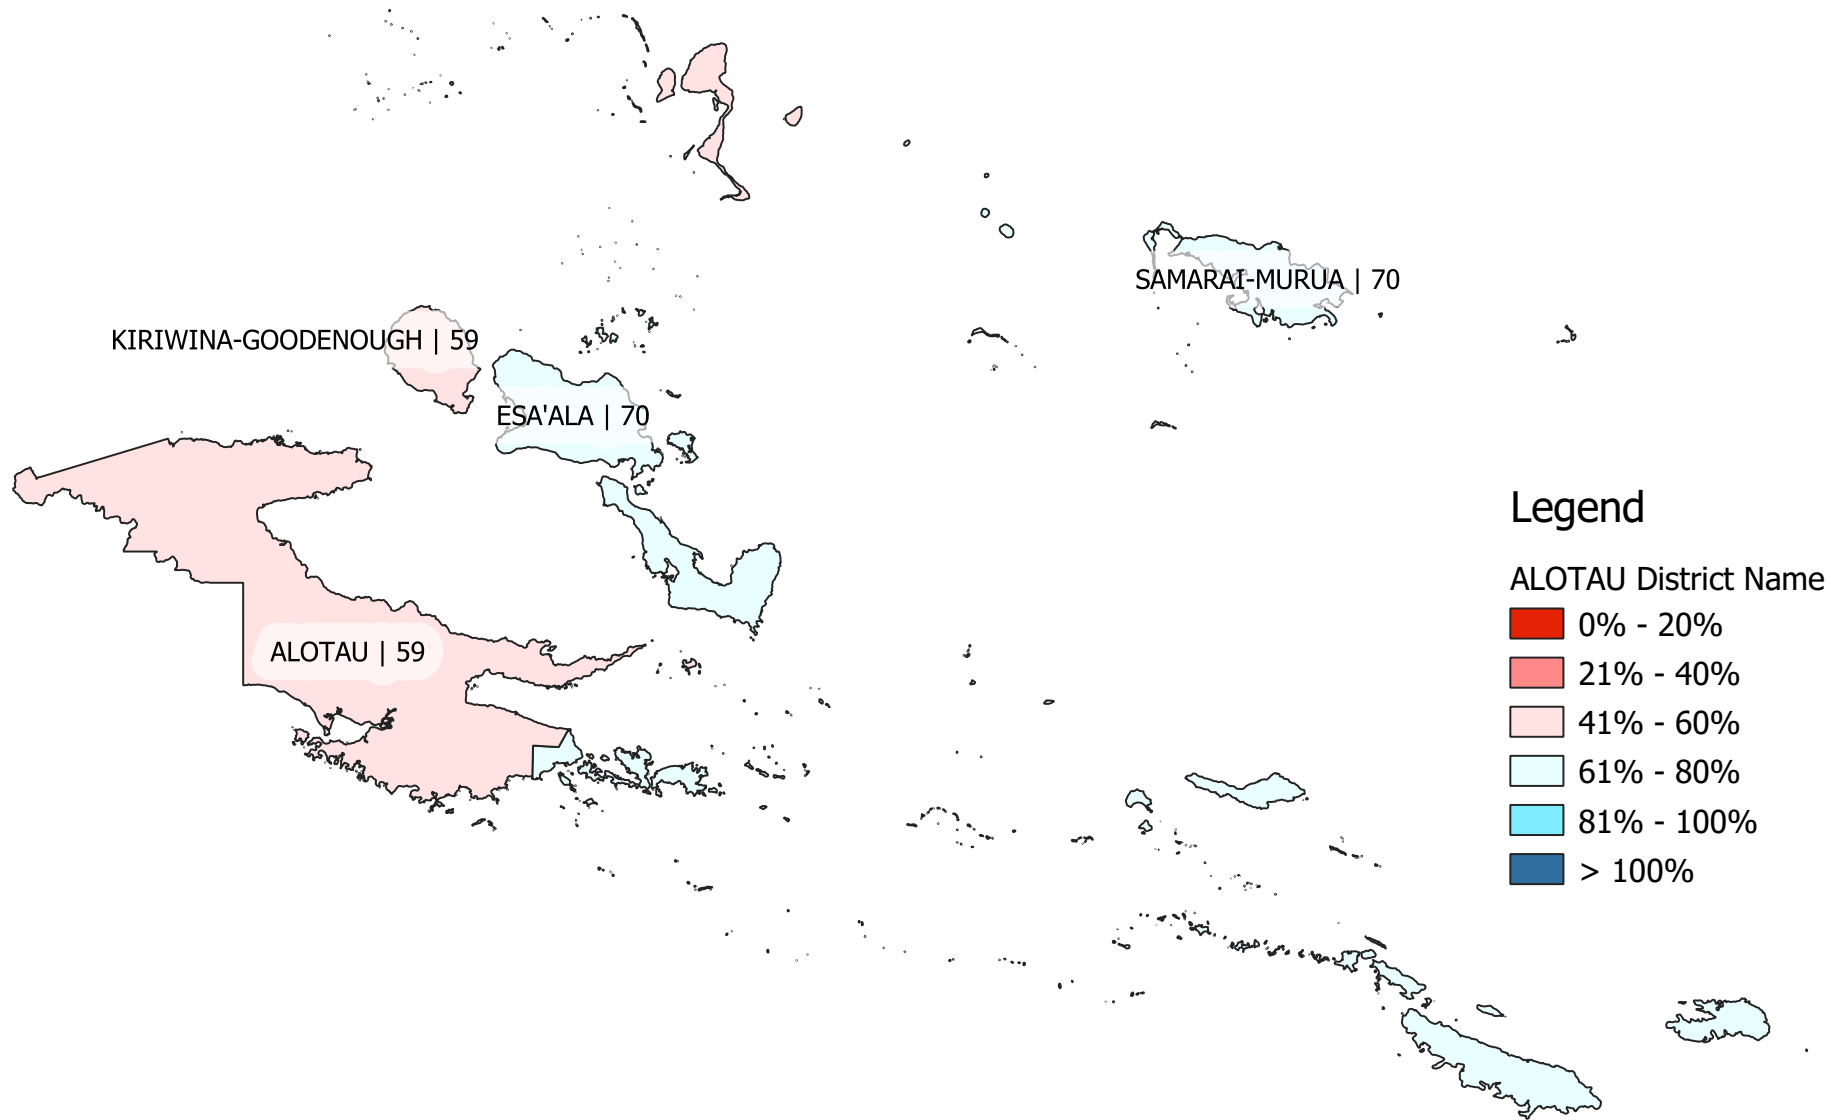 SAMARAI-MURUA | 70
KIRIWINA-GOODENOUGH | 59
ESA'ALA | 70
ALOTAU | 59
Legend
ALOTAU District Name
0% - 20%
21% - 40%
41% - 60%
61% - 80%
81% - 100%
> 100%